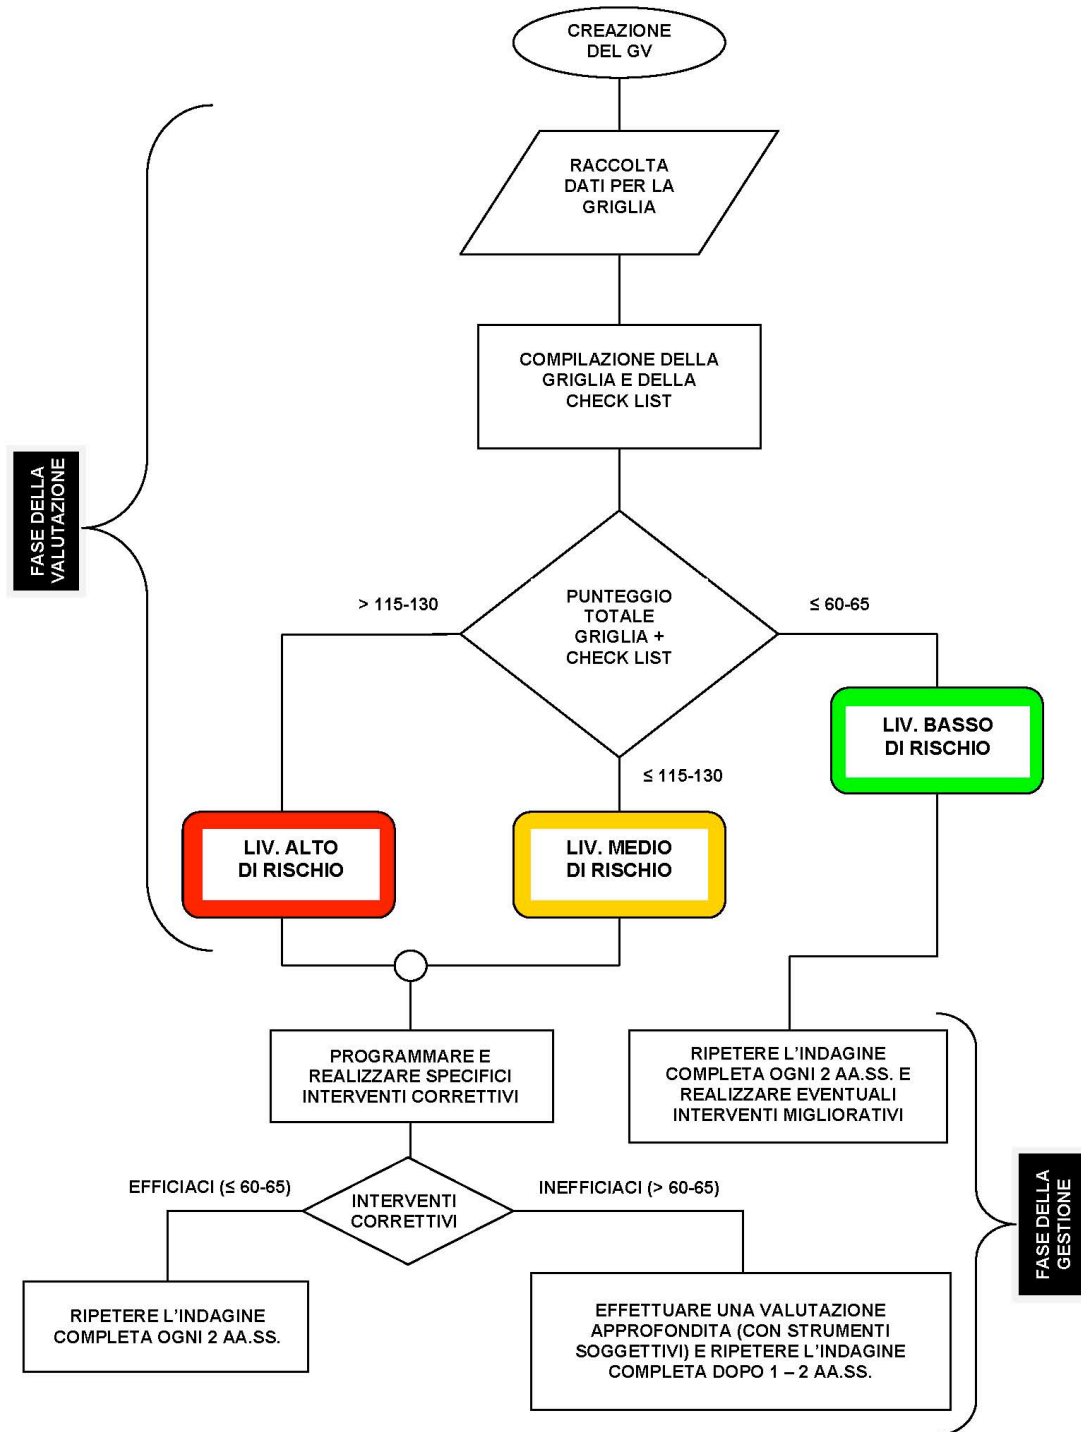 CREAZIONE
DEL GV
RACCOLTA
DATI PER LA
GRIGLIA
COMPILAZIONE DELLA
GRIGLIA E DELLA
CHECK LIST
FASE DELLA
VALUTAZIONE
> 115-130
PUNTEGGIO
TOTALE
GRIGLIA +
CHECK LIST
≤ 60-65
LIV. BASSO
DI RISCHIO
≤ 115-130
LIV. ALTO
DI RISCHIO
LIV. MEDIO
DI RISCHIO
PROGRAMMARE E
REALIZZARE SPECIFICI
INTERVENTI CORRETTIVI
RIPETERE L'INDAGINE
COMPLETA OGNI 2 AA.SS. E
REALIZZARE EVENTUALI
INTERVENTI MIGLIORATIVI
EFFICIACI (≤ 60-65)
INTERVENTI
CORRETTIVI
INEFFICIACI (> 60-65)
FASE DELLA
GESTIONE
RIPETERE L'INDAGINE
COMPLETA OGNI 2 AA.SS.
EFFETTUARE UNA VALUTAZIONE
APPROFONDITA (CON STRUMENTI
SOGGETTIVI) E RIPETERE L'INDAGINE
COMPLETA DOPO 1 – 2 AA.SS.